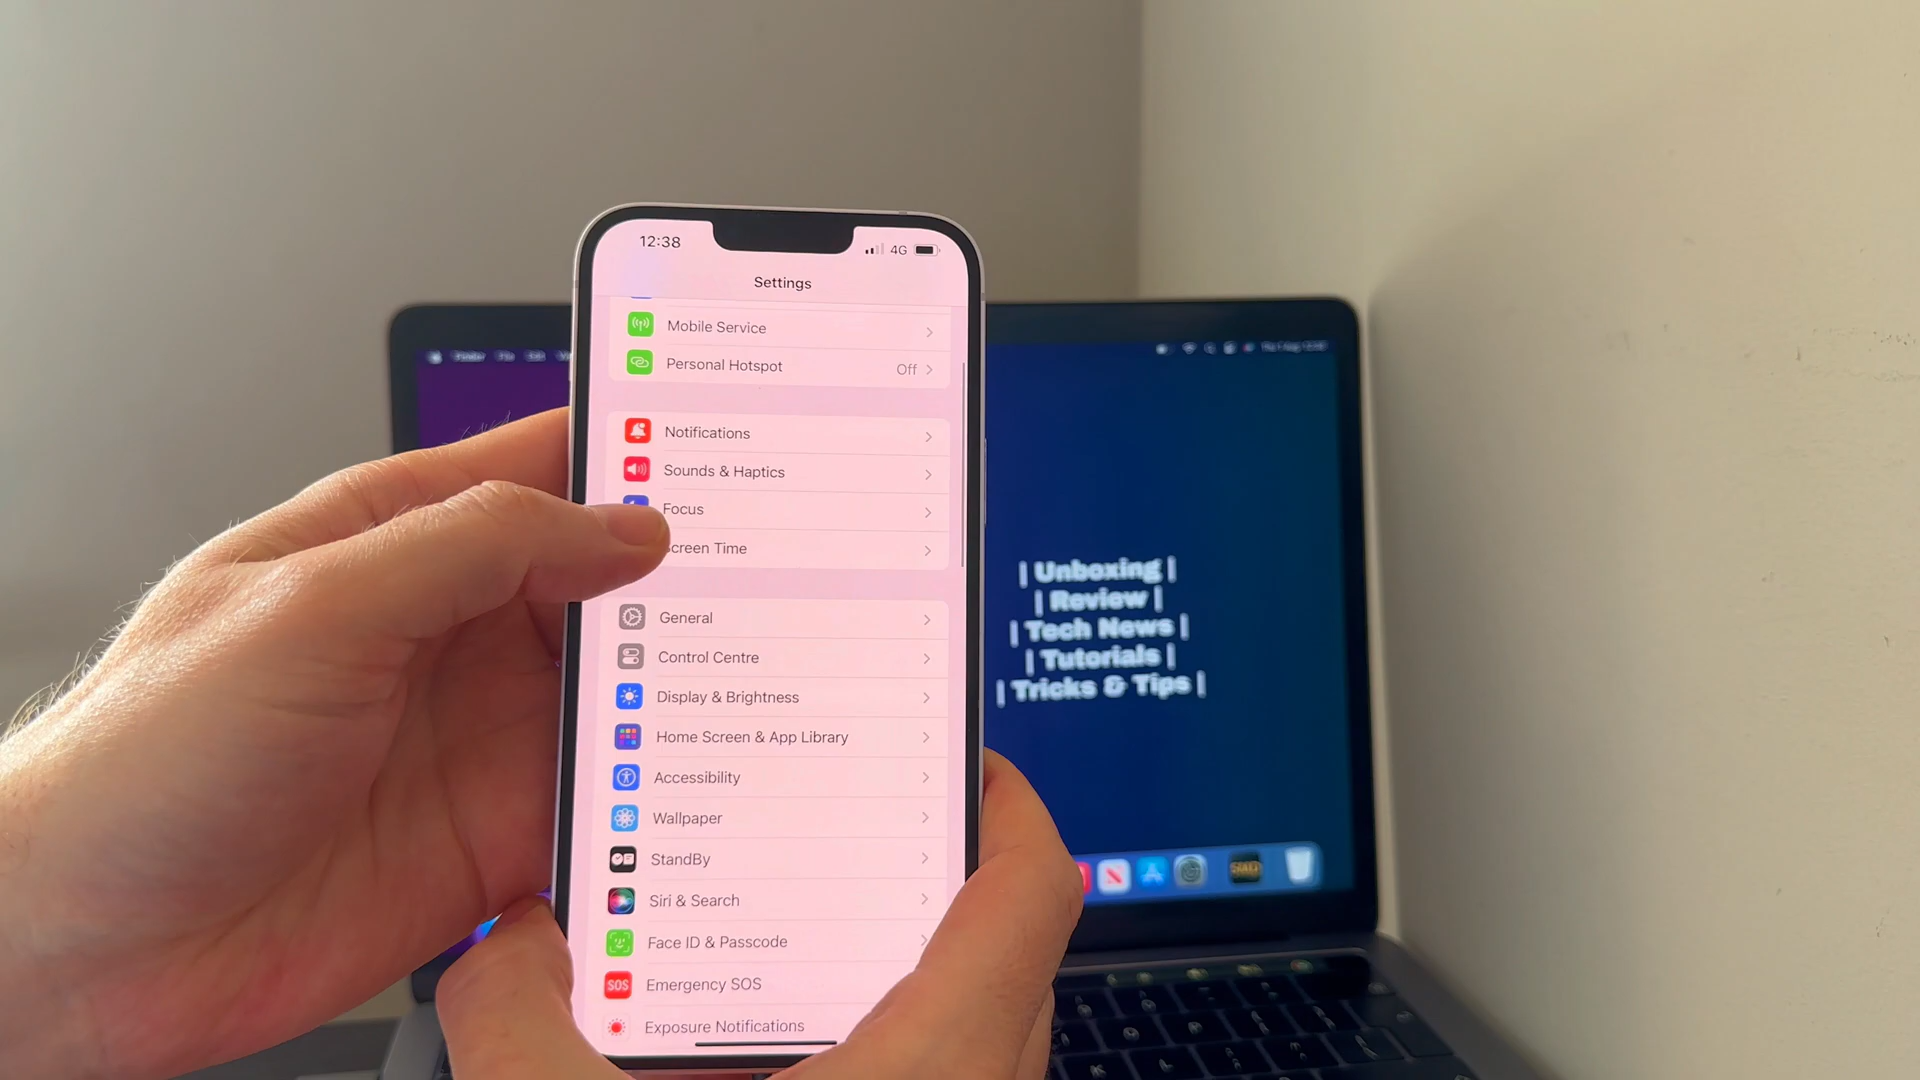 12:38
4G
Settings
Mobile Service
Personal Hotspot
Off
Notifications
Sounds & Haptics
Focus
creen Time
General
Control Centre
Display & Brightness
Home Screen & App Library
Accessibility
Wallpaper
StandBy
Siri & Search
Face ID & Passcode
SOS
Emergency SOS
Exposure Notifications
| Unboxing |
| Review |
| Tech News |
| Tutorials |
| Tricks & Tips |
Finder
K
L